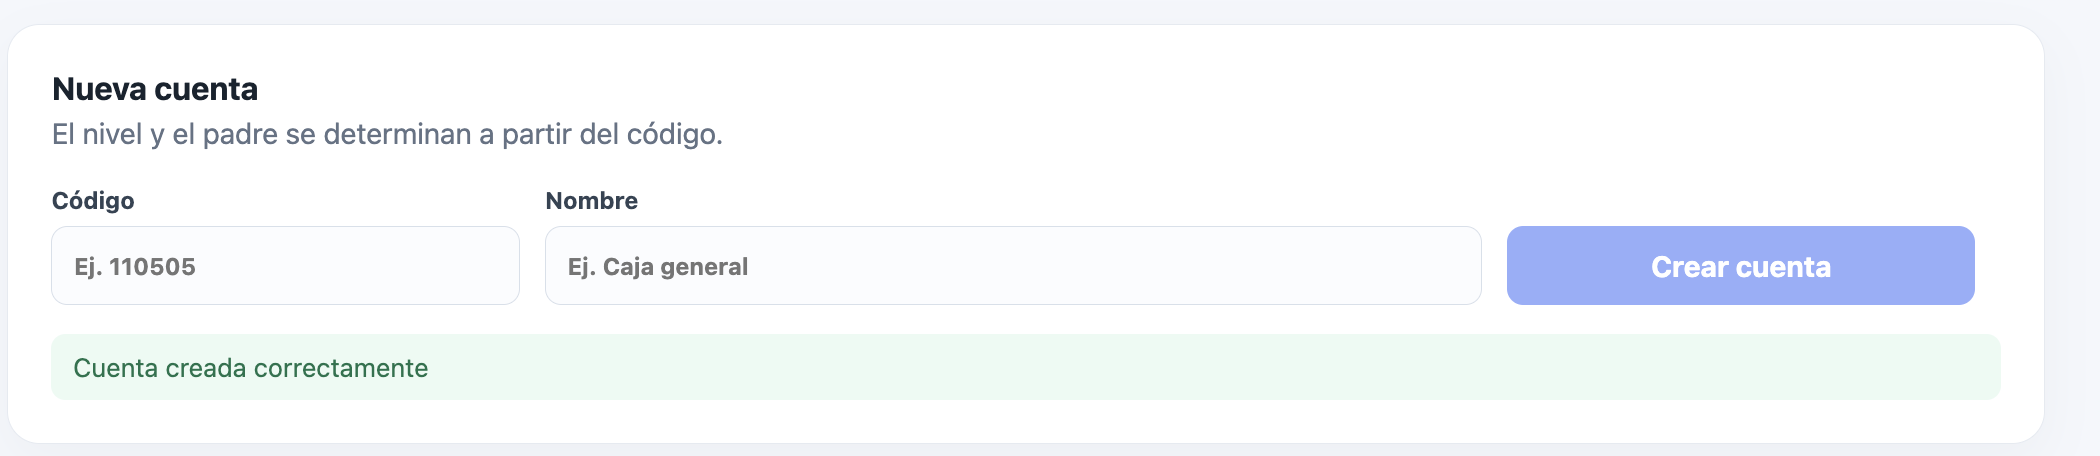 Nueva cuenta
El nivel y el padre se determinan a partir del código.
Código
Nombre
Ej. 110505
Ej. Caja general
Crear cuenta
Cuenta creada correctamente